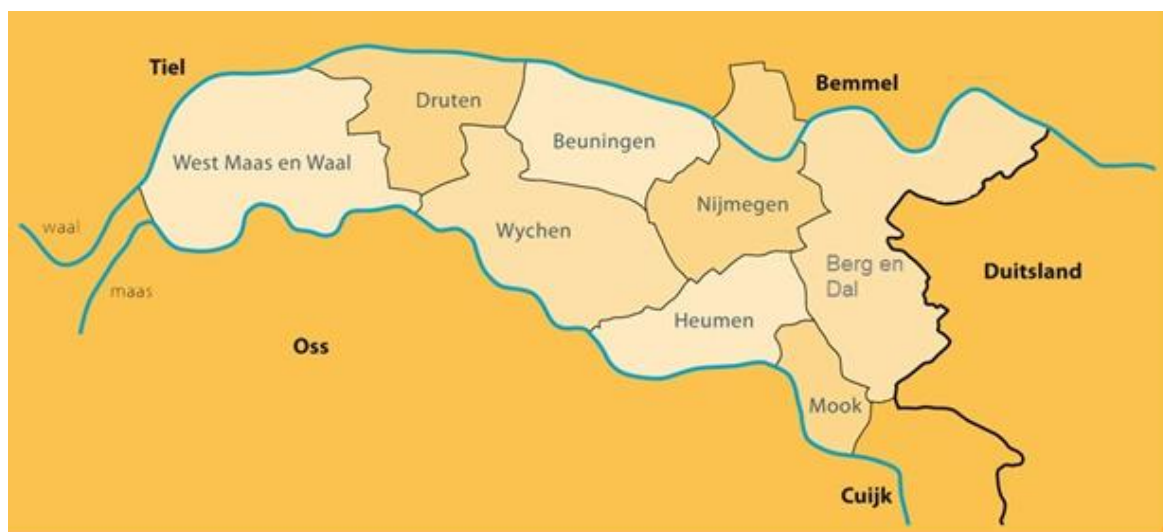 Tiel
Bemmel
Druten
Beuningen
West Maas en Waal
Nijmegen
waal
Wychen
Berg en
Dal
Duitsland
maas
Heumen
Oss
Mook
Cuijk